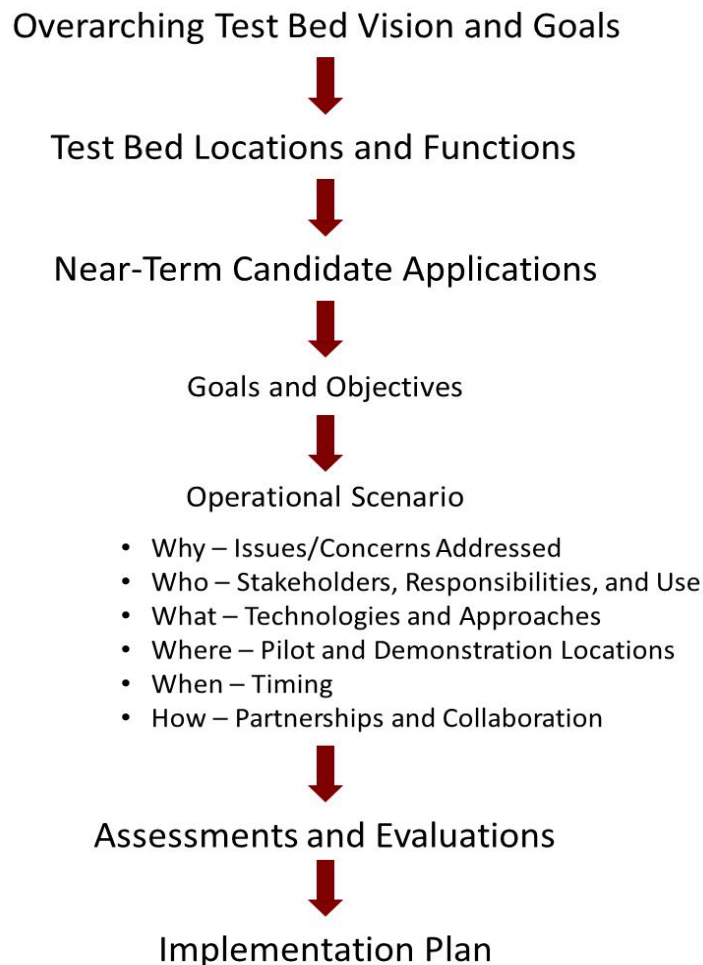 Overarching Test Bed Vision and Goals
Test Bed Locations and Functions
Near-Term Candidate Applications
Goals and Objectives
Operational Scenario
• Why – Issues/Concerns Addressed
• Who – Stakeholders, Responsibilities, and Use
• What – Technologies and Approaches
• Where – Pilot and Demonstration Locations
• When – Timing
• How – Partnerships and Collaboration
Assessments and Evaluations
Implementation Plan